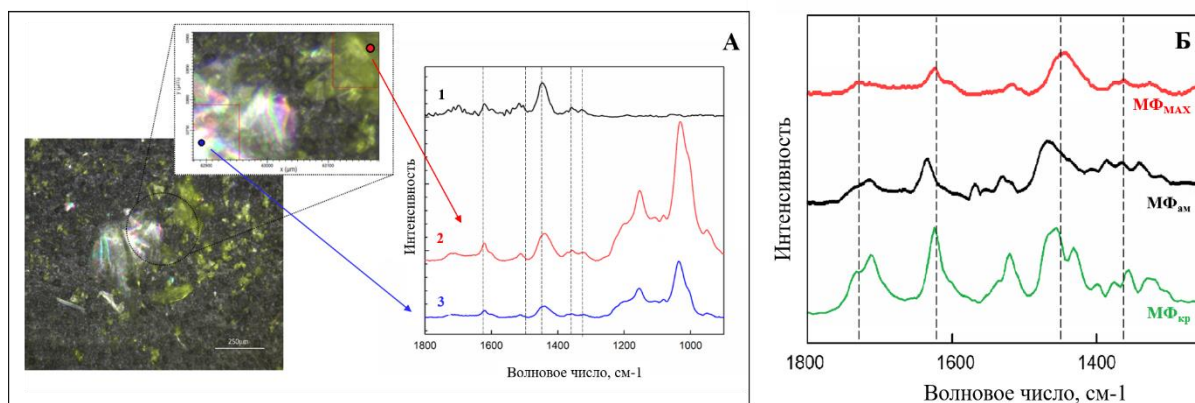 А
Б
1
2
3
Интенсивность
1800 1600 1400 1200 1000
Волновое число, см-1
250µm
x (µm)
МФMAX
МФам
МФкр
Интенсивность
1800 1600 1400
Волновое число, см-1